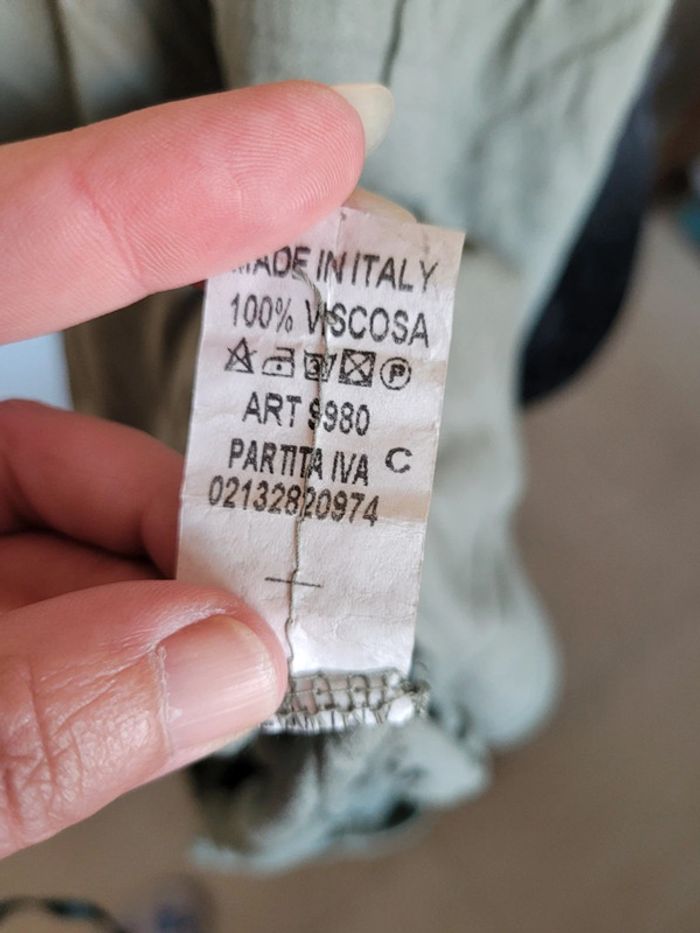 MADE IN ITALY
100% VISCOSA
P
ART 9980
PARTITA IVA C
02132820974